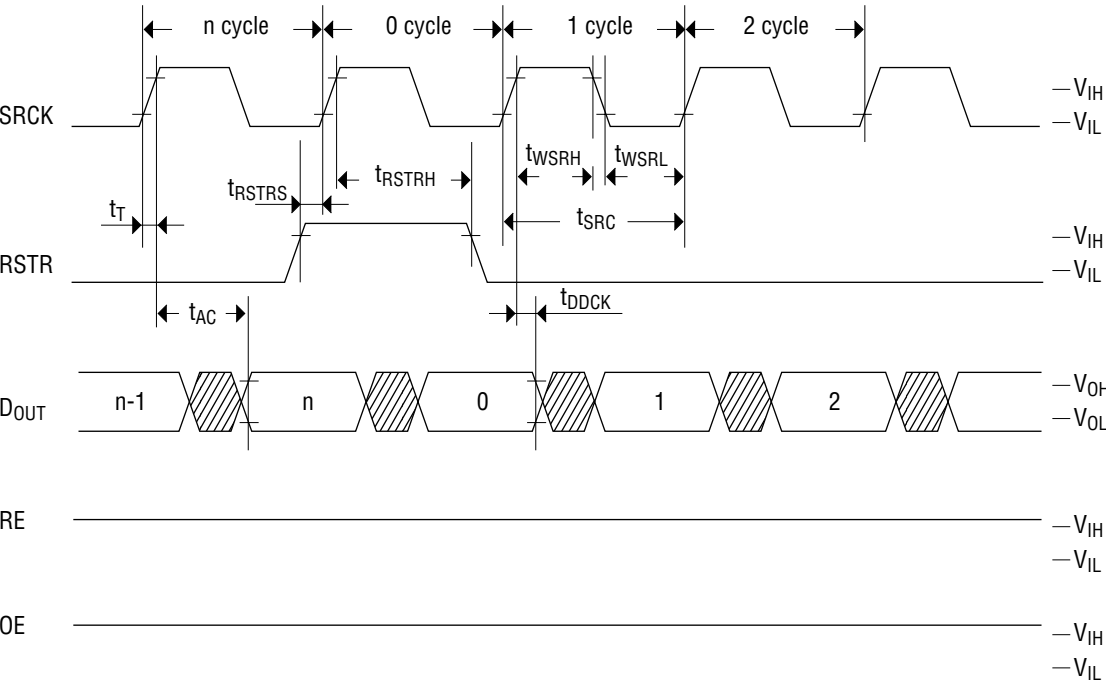 n cycle 0 cycle 1 cycle 2 cycle
SRCK
VIH
VIL
tWSRH tWSRL
tRSTRS tRSTRH
tT tSRC
RSTR
VIH
VIL
tAC tDDCK
DOUT n-1 n 0 1 2
VOH
VOL
RE
VIH
VIL
OE
VIH
VIL